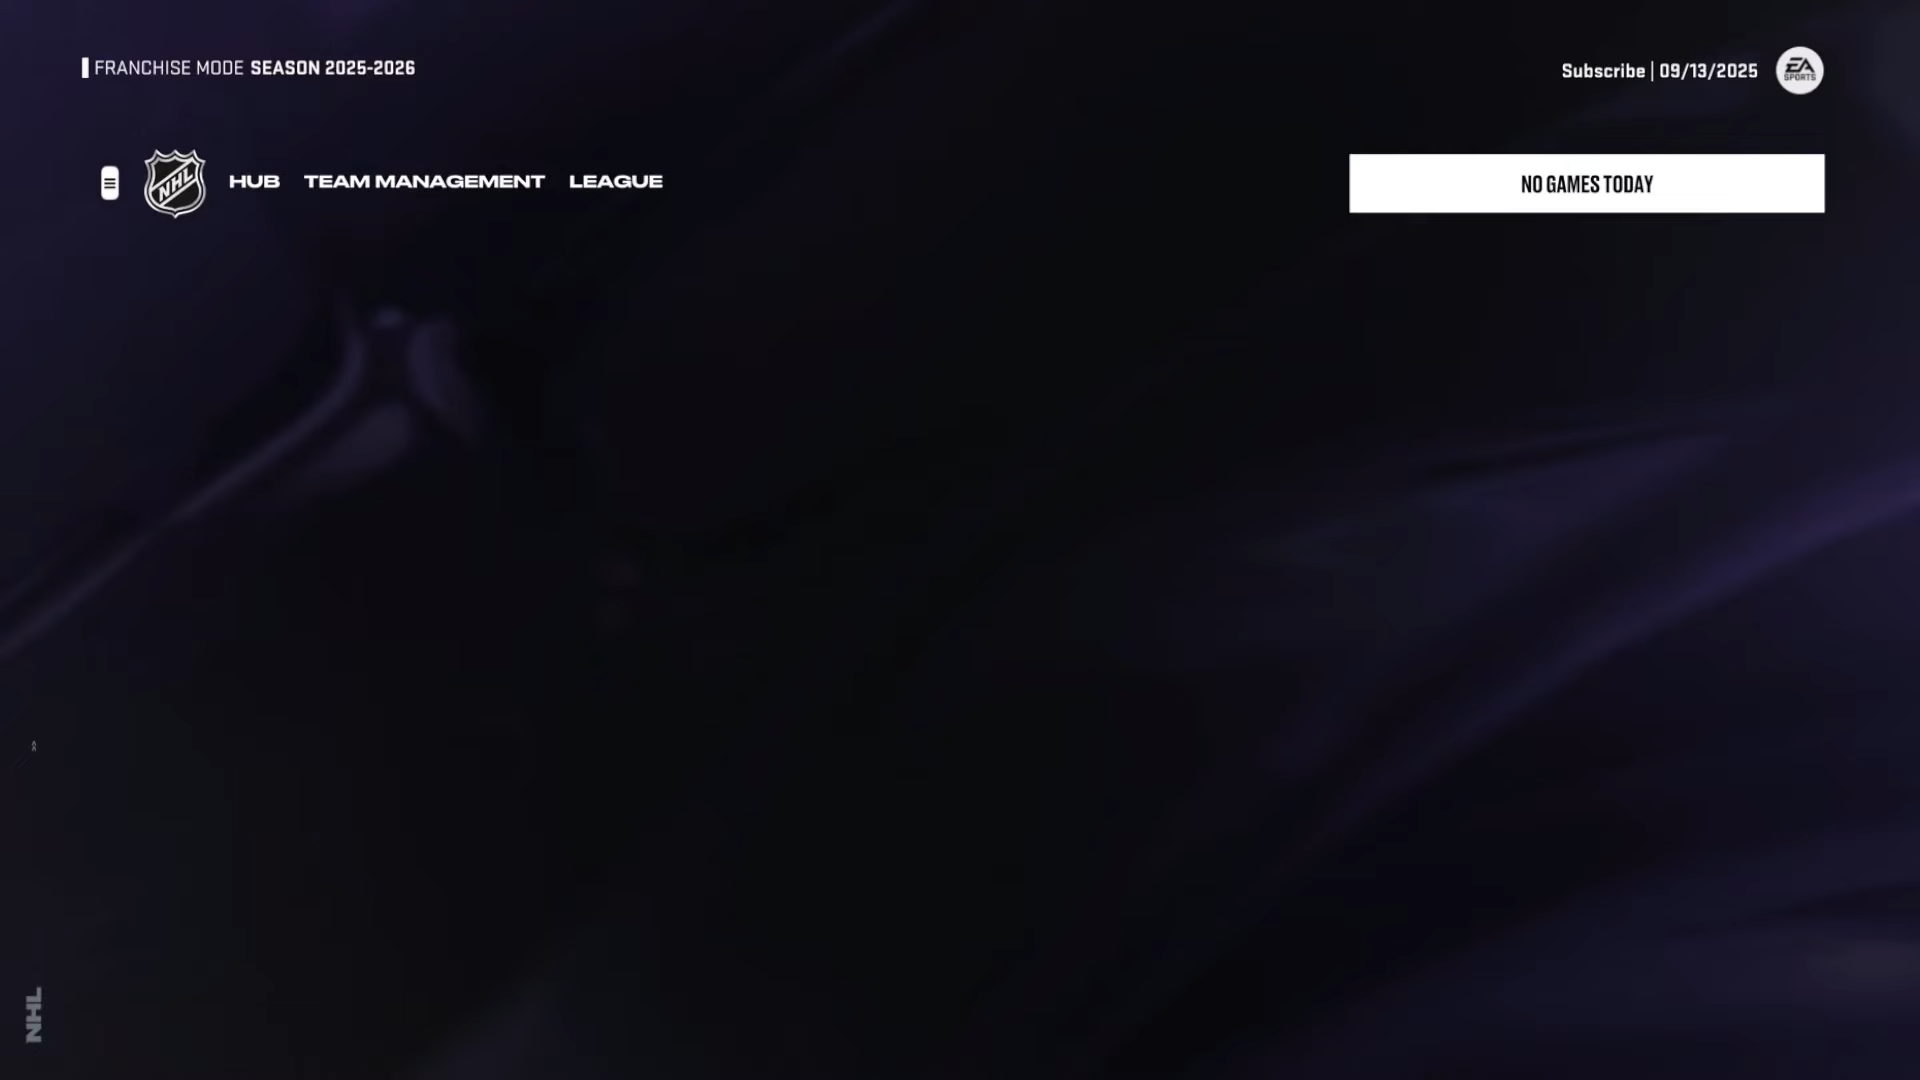 FRANCHISE MODE SEASON 2025-2026
Subscribe | 09/13/2025
EA SPORTS
NHL
HUB TEAM MANAGEMENT LEAGUE
NO GAMES TODAY
NHL